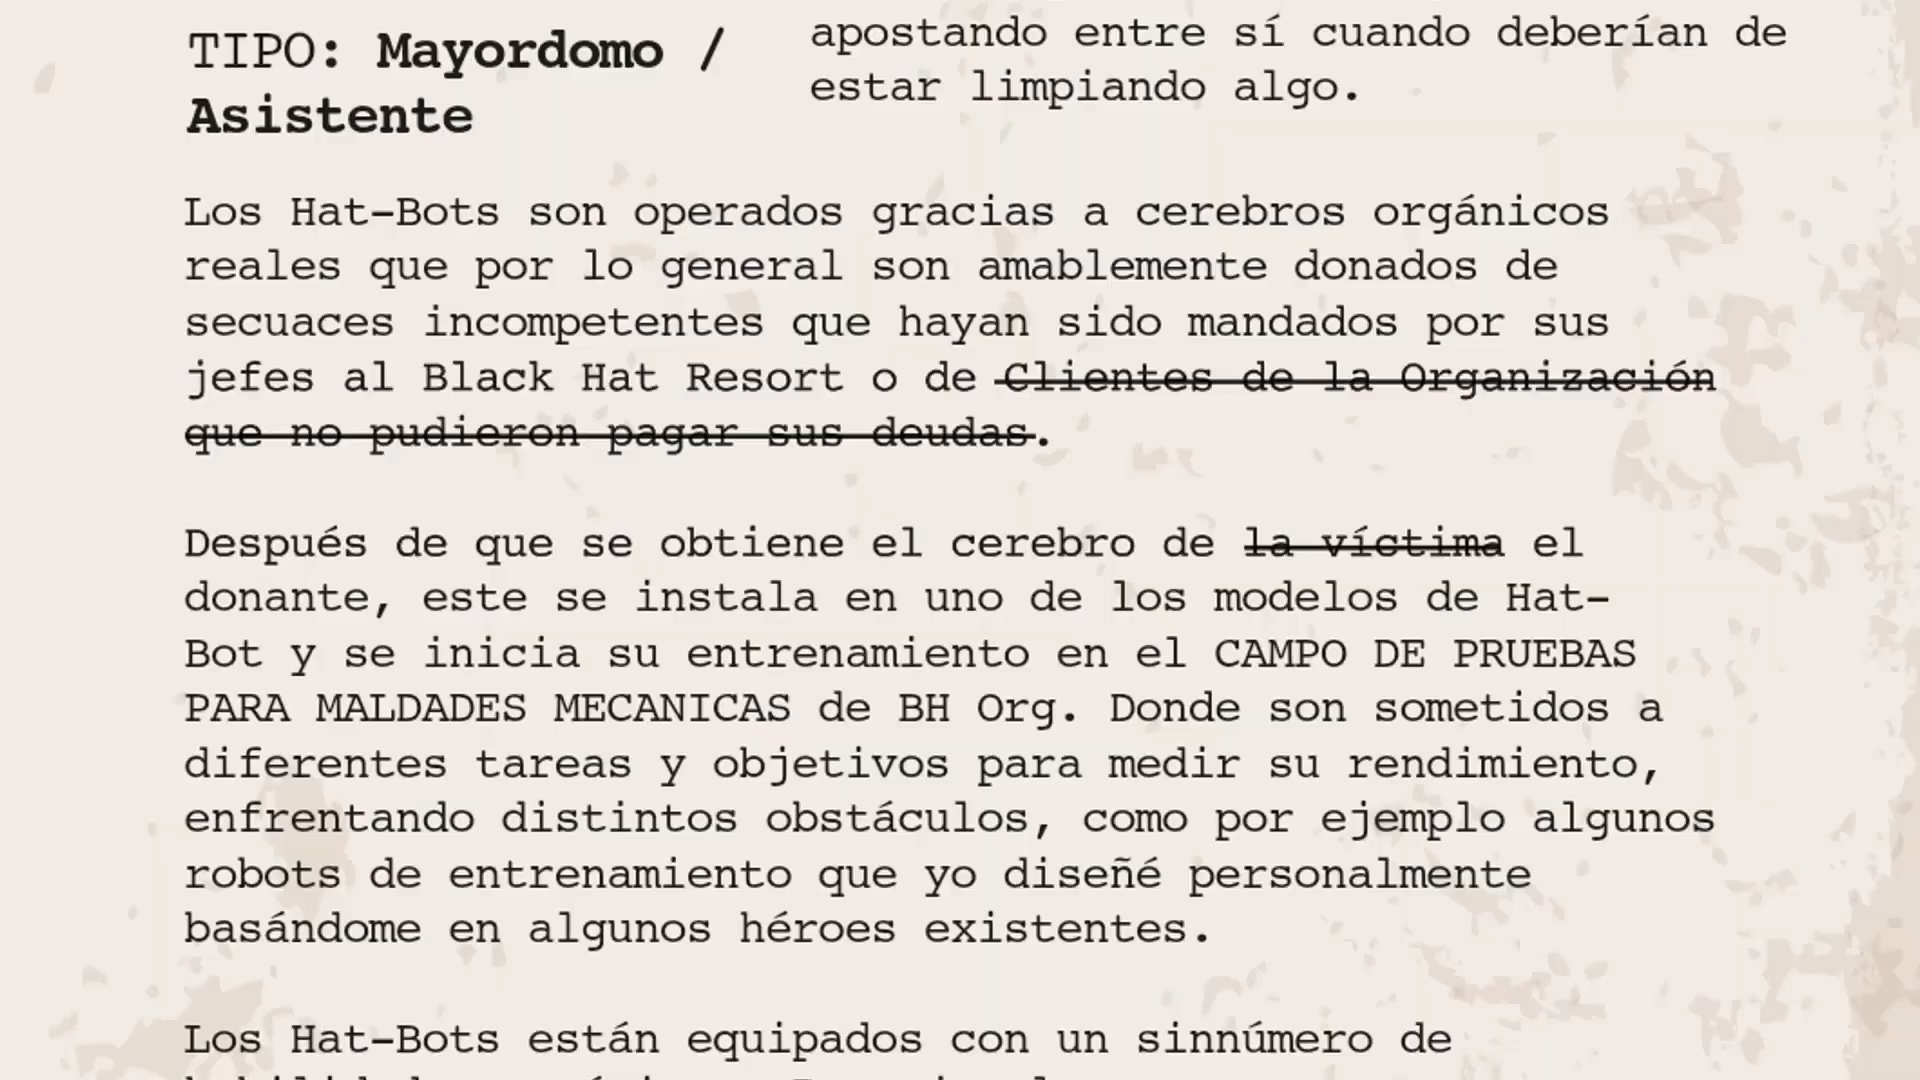 TIPO: Mayordomo /
Asistente
apostando entre sí cuando deberían de
estar limpiando algo.
Los Hat-Bots son operados gracias a cerebros orgánicos
reales que por lo general son amablemente donados de
secuaces incompetentes que hayan sido mandados por sus
jefes al Black Hat Resort o de Clientes de la Organización
que no pudieron pagar sus deudas.
Después de que se obtiene el cerebro de la víctima el
donante, este se instala en uno de los modelos de Hat-
Bot y se inicia su entrenamiento en el CAMPO DE PRUEBAS
PARA MALDADES MECANICAS de BH Org. Donde son sometidos a
diferentes tareas y objetivos para medir su rendimiento,
enfrentando distintos obstáculos, como por ejemplo algunos
robots de entrenamiento que yo diseñé personalmente
basándome en algunos héroes existentes.
Los Hat-Bots están equipados con un sinnúmero de